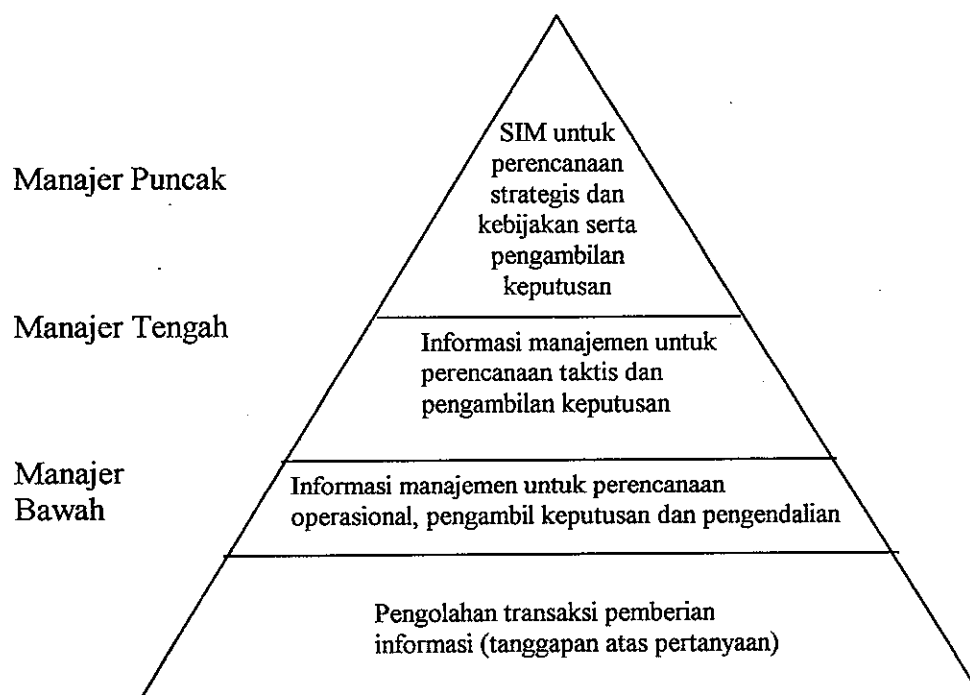 SIM untuk
perencanaan
strategis dan
kebijakan serta
pengambilan
keputusan
Manajer Puncak
Manajer Tengah
Informasi manajemen untuk
perencanaan taktis dan
pengambilan keputusan
Manajer
Bawah
Informasi manajemen untuk perencanaan
operasional, pengambil keputusan dan pengendalian
Pengolahan transaksi pemberian
informasi (tanggapan atas pertanyaan)